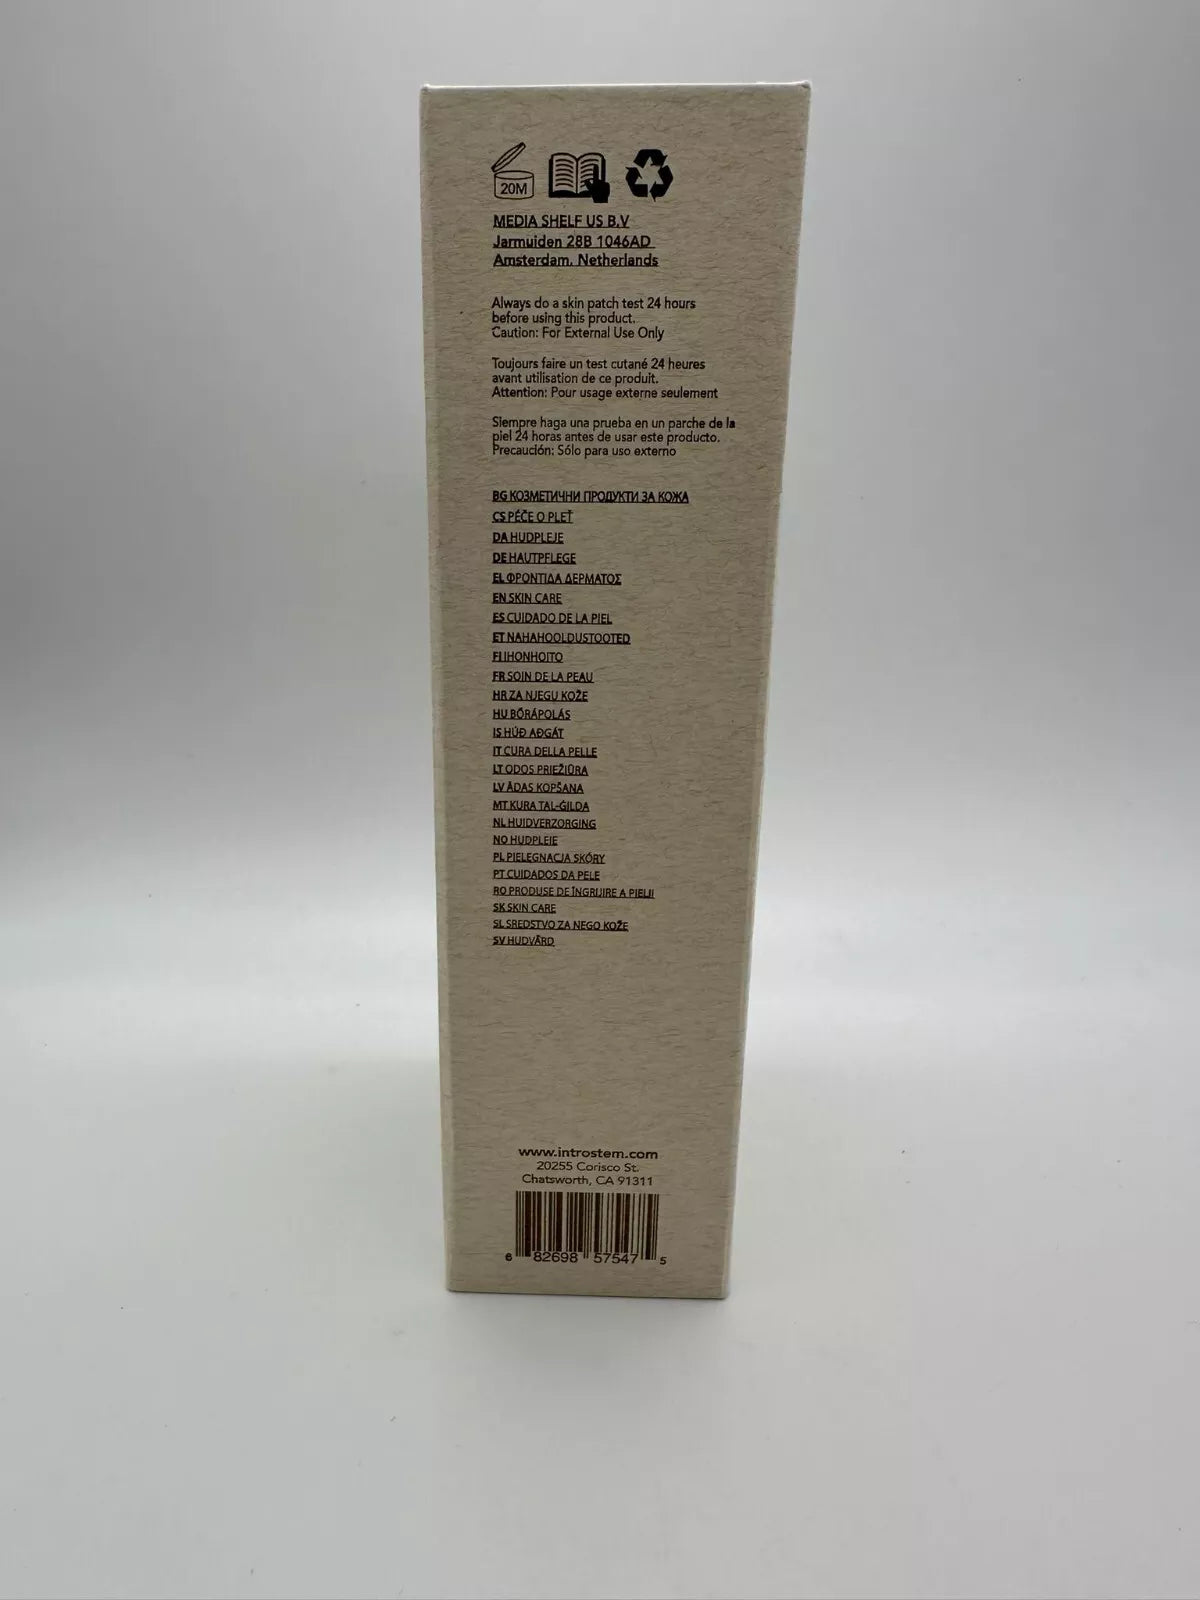 20M
MEDIA SHELF US B.V
Jarmuiden 28B 1046AD
Amsterdam, Netherlands
Always do a skin patch test 24 hours
before using this product.
Caution: For External Use Only
Toujours faire un test cutané 24 heures
avant utilisation de ce produit.
Attention: Pour usage externe seulement
Siempre haga una prueba en un parche de la
piel 24 horas antes de usar este producto.
Precaución: Sólo para uso externo
BG КОЗМЕТИЧНИ ПРОДУКТИ ЗА КОЖА
CS PÉČE O PLEŤ
DA HUDPLEJE
DE HAUTPFLEGE
EL ΦΡΟΝΤΙΔΑ ΔΕΡΜΑΤΟΣ
EN SKIN CARE
ES CUIDADO DE LA PIEL
ET NAHAHOOLDUSTOOTED
FI IHONHOITO
FR SOIN DE LA PEAU
HR ZA NJEGU KOŽE
HU BŐRÁPOLÁS
IS HÚÐ AÐGÁT
IT CURA DELLA PELLE
LT ODOS PRIEŽIŪRA
LV ĀDAS KOPŠANA
MT KURA TAL-ĠILDA
NL HUIDVERZORGING
NO HUDPLEIE
PL PIELEGNACJA SKÓRY
PT CUIDADOS DA PELE
RO PRODUSE DE ÎNGRIJIRE A PIELII
SK SKIN CARE
SL SREDSTVO ZA NEGO KOŽE
SV HUDVÅRD
www.introstem.com
20255 Corisco St.
Chatsworth, CA 91311
6 82698 57547 5